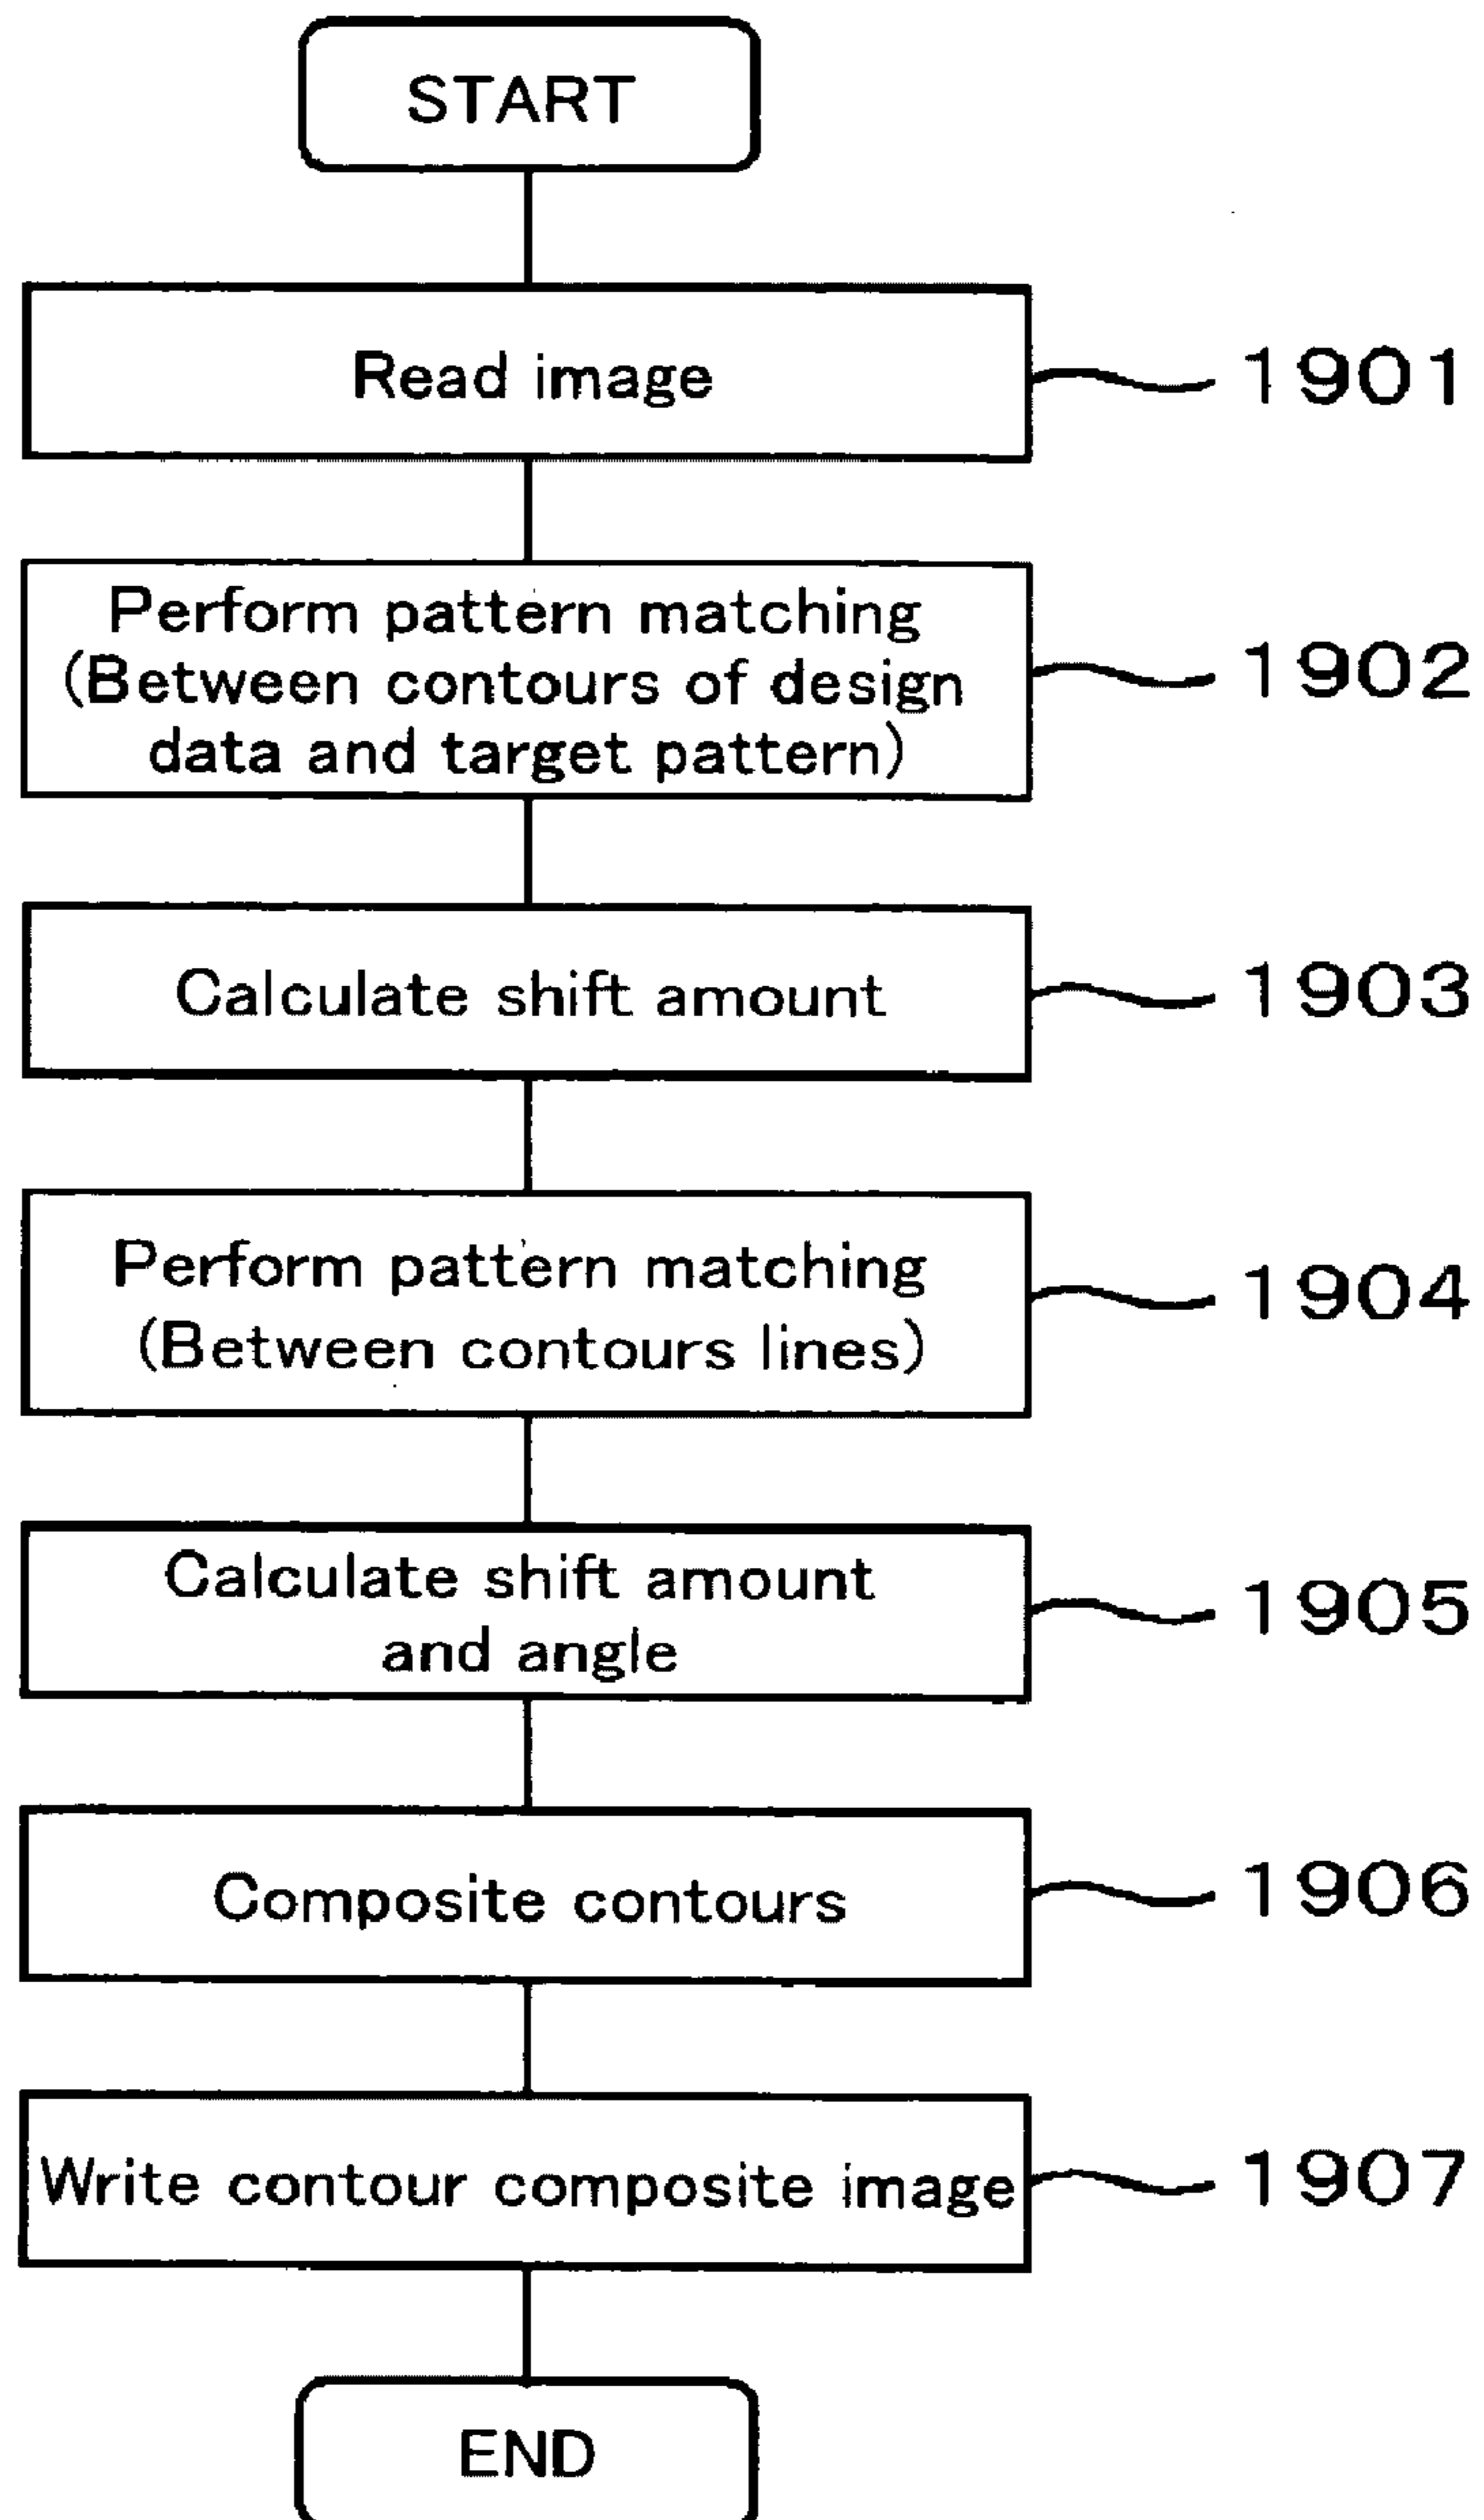 START
Read image
1901
Perform pattern matching
(Between contours of design
data and target pattern)
1902
Calculate shift amount
1903
Perform pattern matching
(Between contours lines)
1904
Calculate shift amount
and angle
1905
Composite contours
1906
Write contour composite image
1907
END